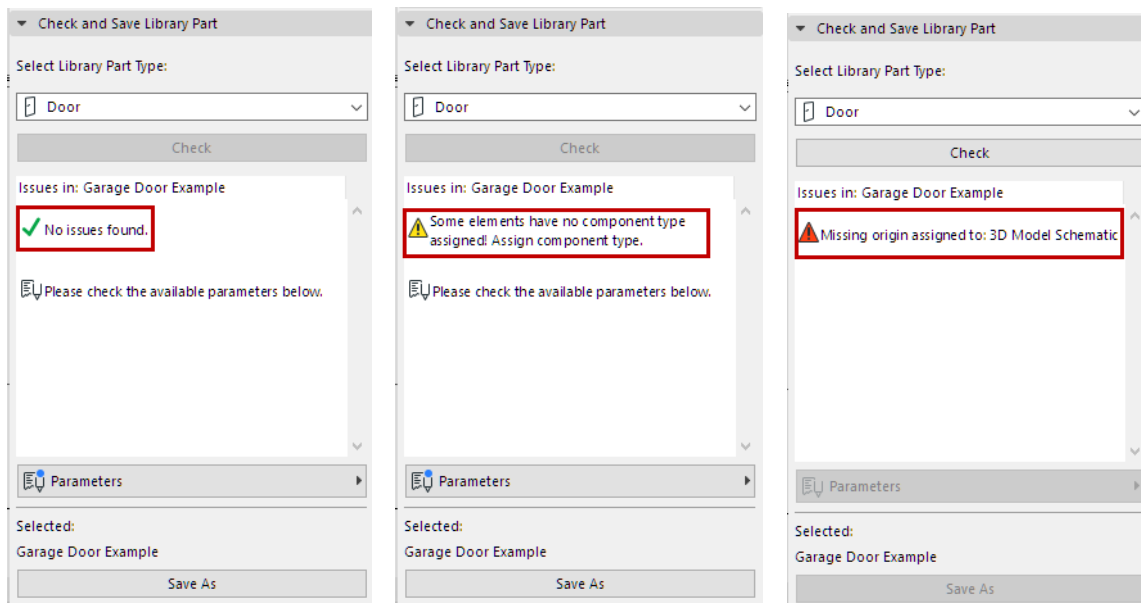 Check and Save Library Part
Select Library Part Type:
Door
Check
Issues in: Garage Door Example
No issues found.
Please check the available parameters below.
Parameters
Selected:
Garage Door Example
Save As
Check and Save Library Part
Select Library Part Type:
Door
Check
Issues in: Garage Door Example
Some elements have no component type
assigned! Assign component type.
Please check the available parameters below.
Parameters
Selected:
Garage Door Example
Save As
Check and Save Library Part
Select Library Part Type:
Door
Check
Issues in: Garage Door Example
Missing origin assigned to: 3D Model Schematic
Parameters
Selected:
Garage Door Example
Save As